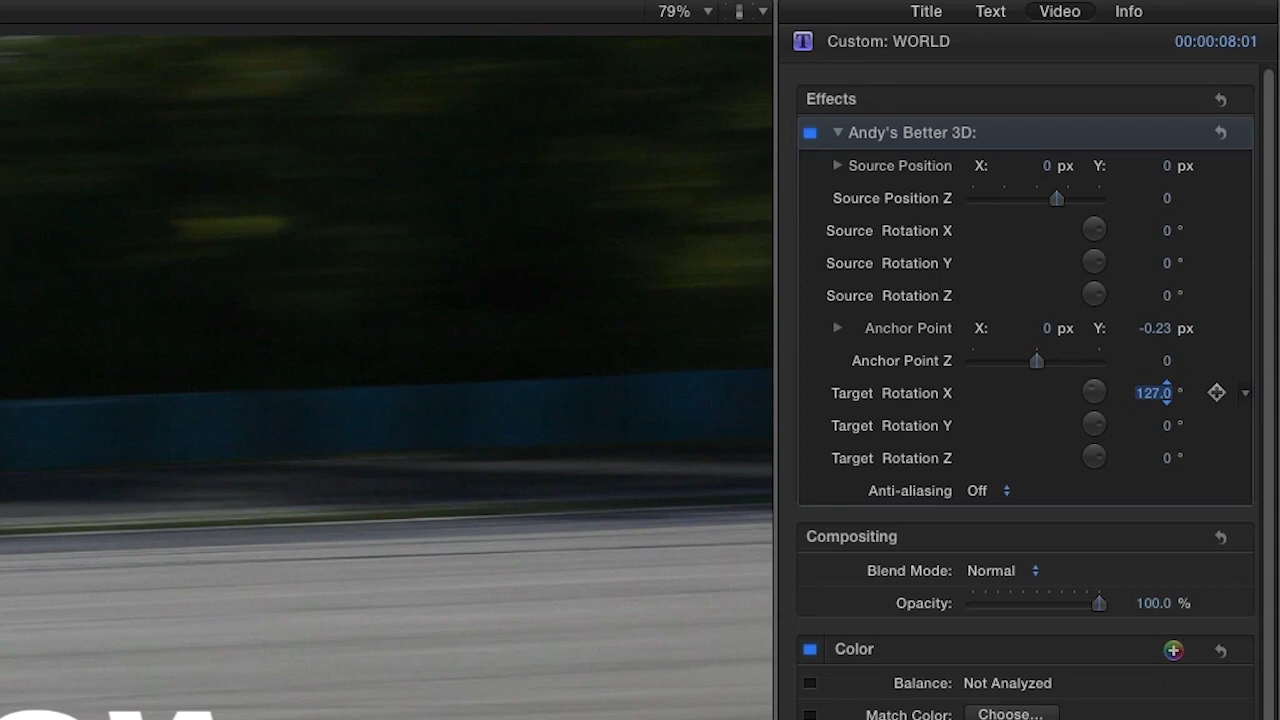 79%
Title Text Video Info
Custom: WORLD 00:00:08:01
Effects
Andy's Better 3D:
Source Position X: 0 px Y: 0 px
Source Position Z 0
Source Rotation X 0 °
Source Rotation Y 0 °
Source Rotation Z 0 °
Anchor Point X: 0 px Y: -0.23 px
Anchor Point Z 0
Target Rotation X 127.0 °
Target Rotation Y 0 °
Target Rotation Z 0 °
Anti-aliasing Off
Compositing
Blend Mode: Normal
Opacity: 100.0 %
Color
Balance: Not Analyzed
Match Color: Choose...